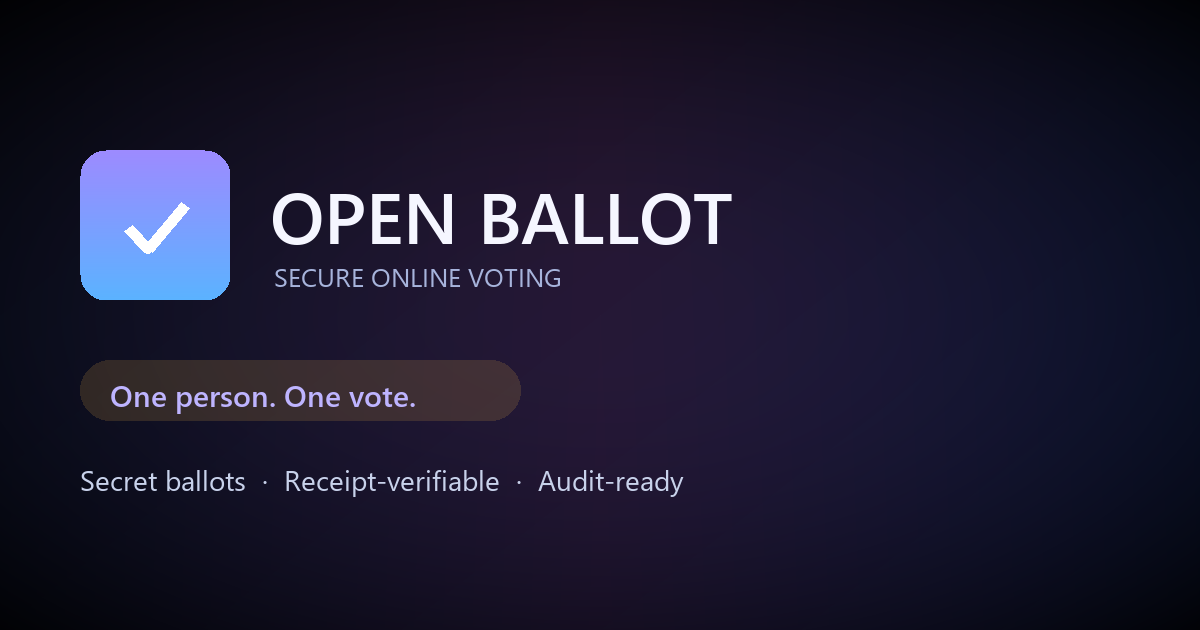 OPEN BALLOT
SECURE ONLINE VOTING
One person. One vote.
Secret ballots · Receipt-verifiable · Audit-ready